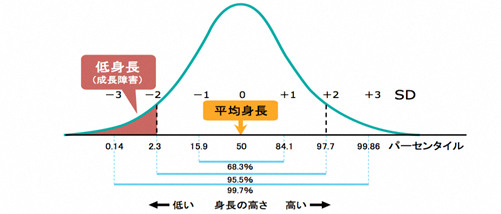 低身長
(成長障害)
−3 −2 −1 0 +1 +2 +3 SD
平均身長
0.14 2.3 15.9 50 84.1 97.7 99.86 パーセンタイル
68.3%
95.5%
99.7%
低い 身長の高さ 高い